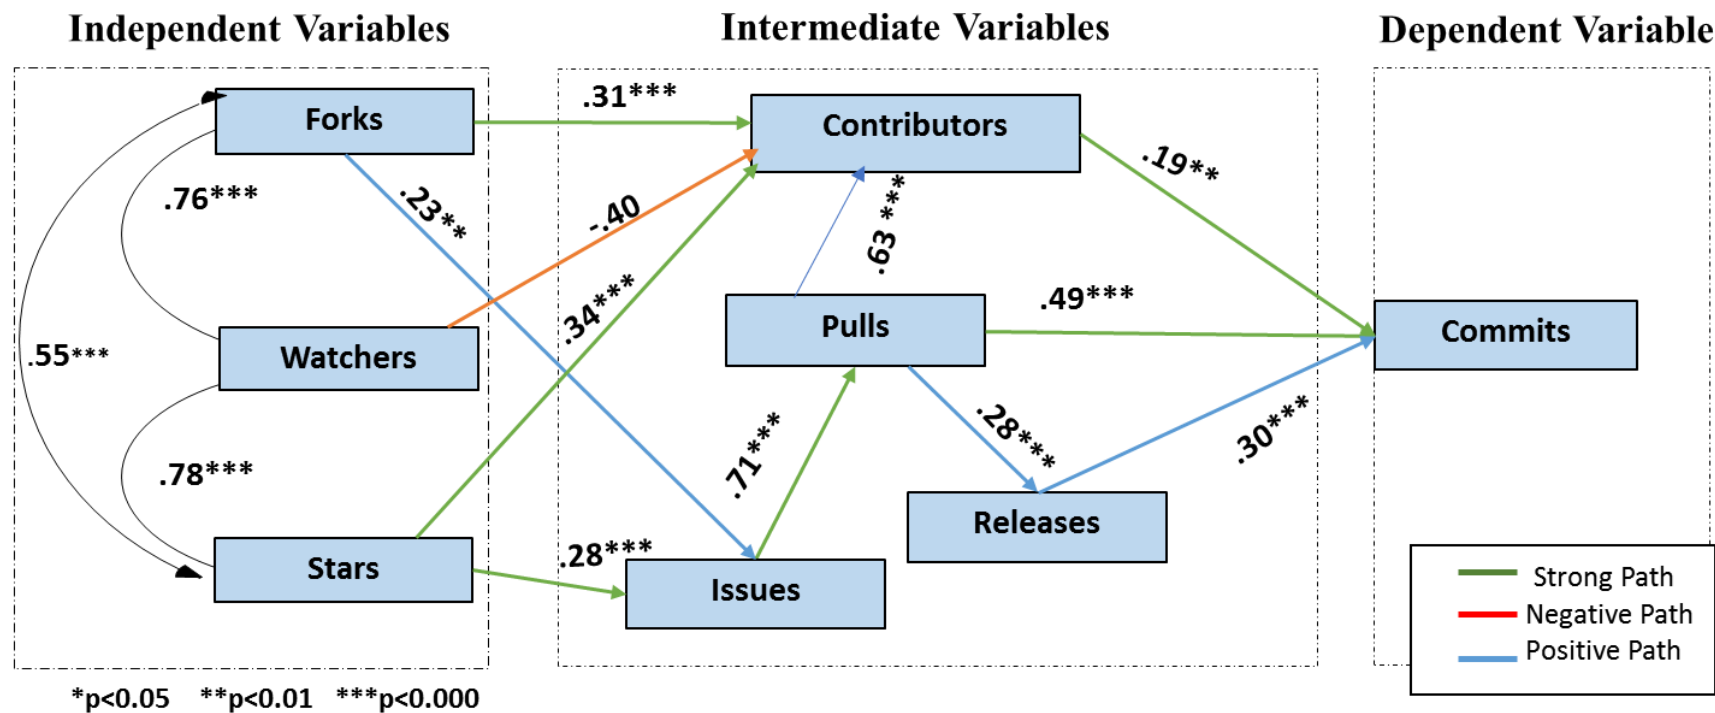 Independent Variables
Intermediate Variables
Dependent Variable
Forks
.31***
Contributors
.76***
.23**
-.40
.63 ***
.19**
.34***
Pulls
.49***
Commits
Watchers
.55***
.78***
.71***
.28***
.30***
Releases
Stars
.28***
Issues
Strong Path
Negative Path
Positive Path
*p<0.05 **p<0.01 ***p<0.000